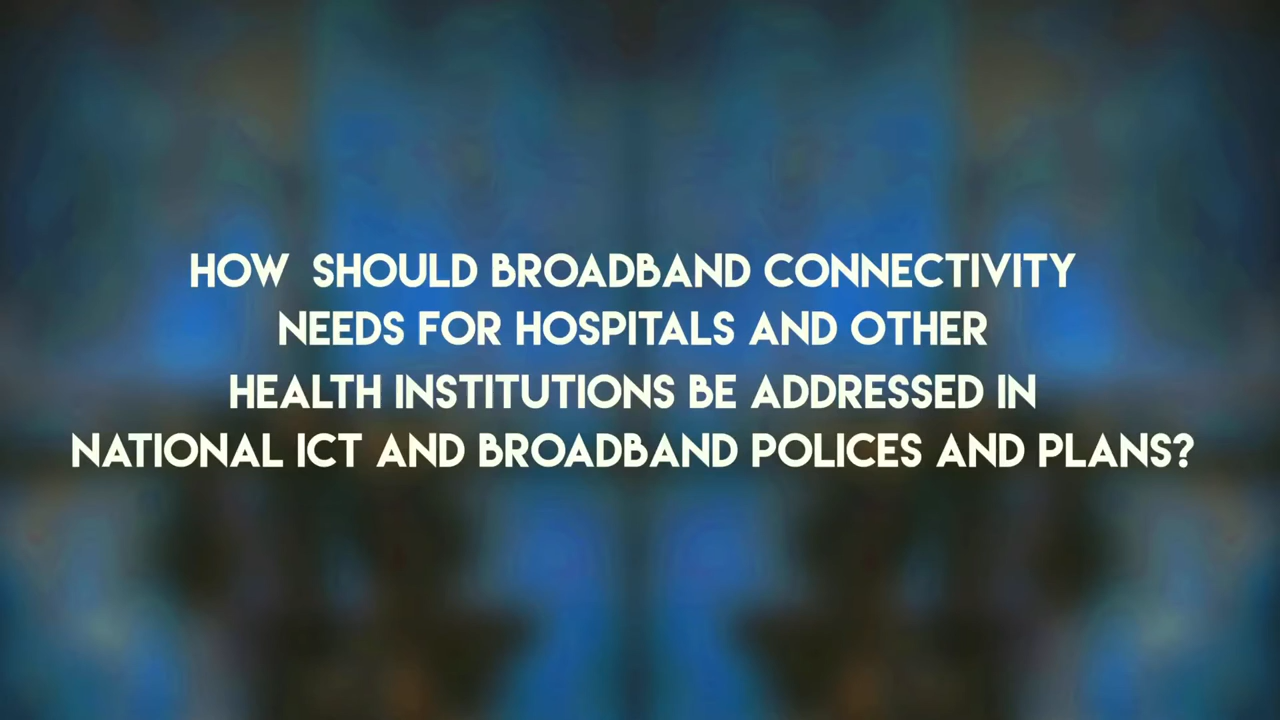 HOW SHOULD BROADBAND CONNECTIVITY
NEEDS FOR HOSPITALS AND OTHER
HEALTH INSTITUTIONS BE ADDRESSED IN
NATIONAL ICT AND BROADBAND POLICES AND PLANS?